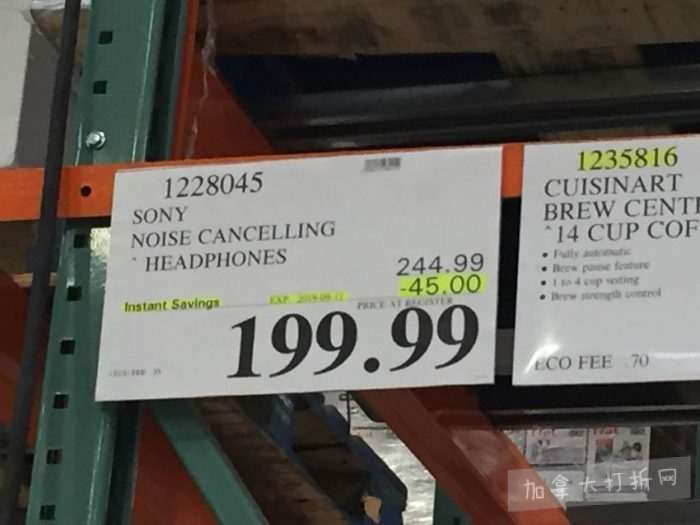 1228045
SONY
NOISE CANCELLING
^ HEADPHONES
244.99
-45.00
Instant Savings
PRICE AT REGISTER
199.99
1235816
CUISINART
BREW CENT
^14 CUP COF
• Fully automatic
• Brew pause feature
• 1 to 4 cup setting
• Brew strength control
ECO FEE .70
加拿大打折网